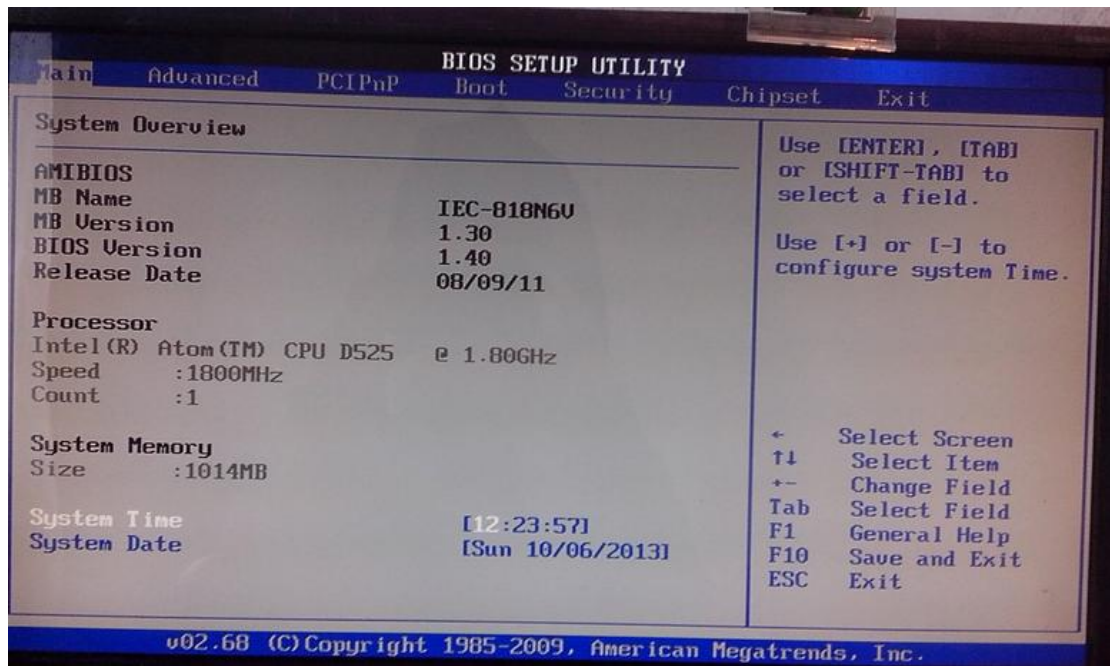 BIOS SETUP UTILITY
Main Advanced PCIPnP Boot Security Chipset Exit
System Overview
AMIBIOS
MB Name IEC-818N6V
MB Version 1.30
BIOS Version 1.40
Release Date 08/09/11
Processor
Intel(R) Atom(TM) CPU D525 @ 1.80GHz
Speed :1800MHz
Count :1
System Memory
Size :1014MB
System Time [12:23:57]
System Date [Sun 10/06/2013]
Use [ENTER], [TAB]
or [SHIFT-TAB] to
select a field.
Use [+] or [-] to
configure system Time.
← Select Screen
↑↓ Select Item
+- Change Field
Tab Select Field
F1 General Help
F10 Save and Exit
ESC Exit
v02.68 (C)Copyright 1985-2009, American Megatrends, Inc.